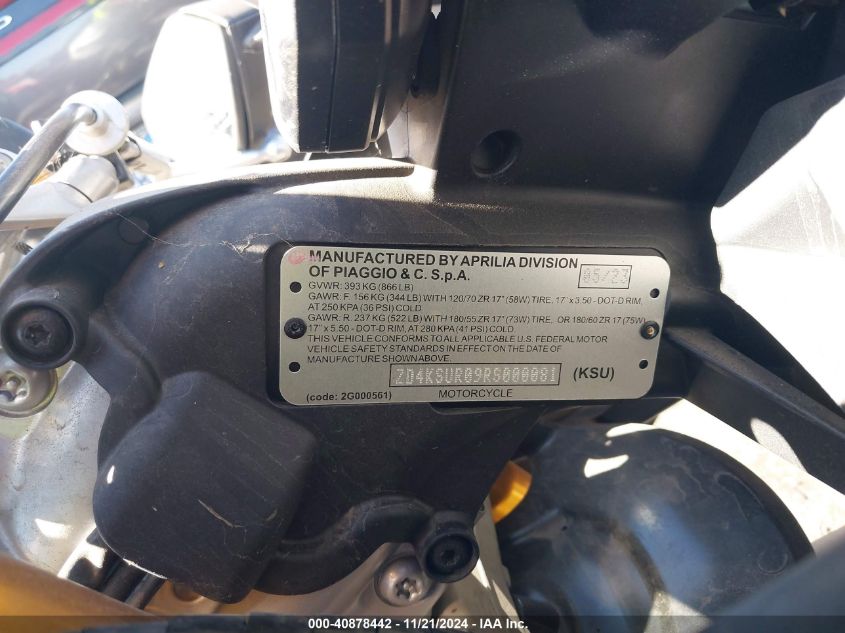 MANUFACTURED BY APRILIA DIVISION
OF PIAGGIO & C. S.p.A.
05/23
GVWR: 393 KG (866 LB)
GAWR: F. 156 KG (344 LB) WITH 120/70 ZR 17" (58W) TIRE, 17" x 3.50 - DOT-D RIM,
AT 250 KPA (36 PSI) COLD.
GAWR: R. 237 KG (522 LB) WITH 180/55 ZR 17" (73W) TIRE, OR 180/60 ZR 17 (75W)
17" x 5.50 - DOT-D RIM, AT 280 KPA (41 PSI) COLD.
THIS VEHICLE CONFORMS TO ALL APPLICABLE U.S. FEDERAL MOTOR
VEHICLE SAFETY STANDARDS IN EFFECT ON THE DATE OF
MANUFACTURE SHOWN ABOVE.
ZD4KSUR09RS000081 (KSU)
(code: 2G000561) MOTORCYCLE
000-40878442 - 11/21/2024 - IAA Inc.